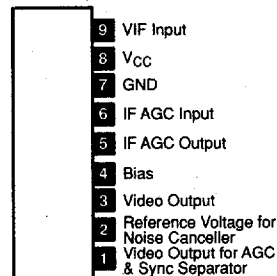 9 VIF Input
8 VCC
7 GND
6 IF AGC Input
5 IF AGC Output
4 Bias
3 Video Output
2 Reference Voltage for
Noise Canceller
1 Video Output for AGC
& Sync Separator